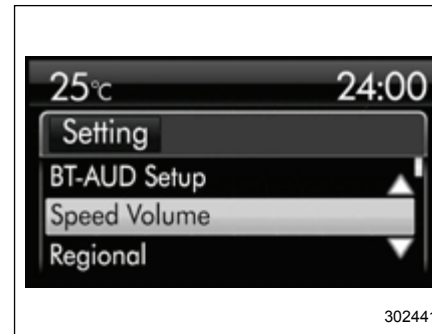 25℃ 24:00
Setting
BT-AUD Setup
Speed Volume
Regional
302441